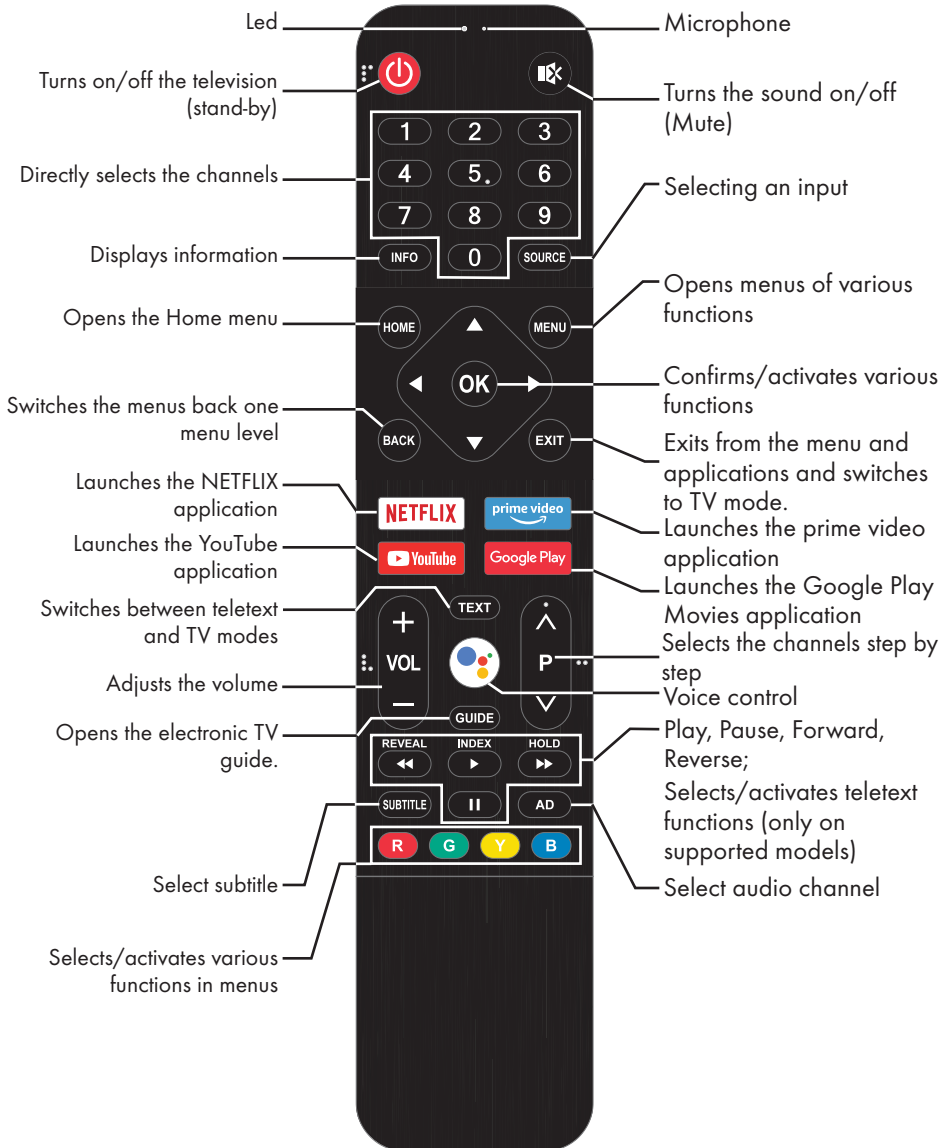 Led
Microphone
Turns on/off the television
(stand-by)
Turns the sound on/off
(Mute)
1 2 3
Directly selects the channels
4 5. 6
Selecting an input
7 8 9
Displays information
INFO 0 SOURCE
Opens the Home menu
Opens menus of various
functions
HOME MENU
OK
Confirms/activates various
functions
Switches the menus back one
menu level
BACK EXIT
Exits from the menu and
applications and switches
to TV mode.
Launches the NETFLIX
application
NETFLIX prime video
Launches the prime video
application
Launches the YouTube
application
YouTube Google Play
Launches the Google Play
Movies application
Switches between teletext
and TV modes
TEXT
Selects the channels step by
step
VOL P
Voice control
Adjusts the volume
GUIDE
Opens the electronic TV
guide.
Play, Pause, Forward,
Reverse;
Selects/activates teletext
functions (only on
supported models)
REVEAL INDEX HOLD
SUBTITLE AD
R G Y B
Select subtitle
Select audio channel
Selects/activates various
functions in menus